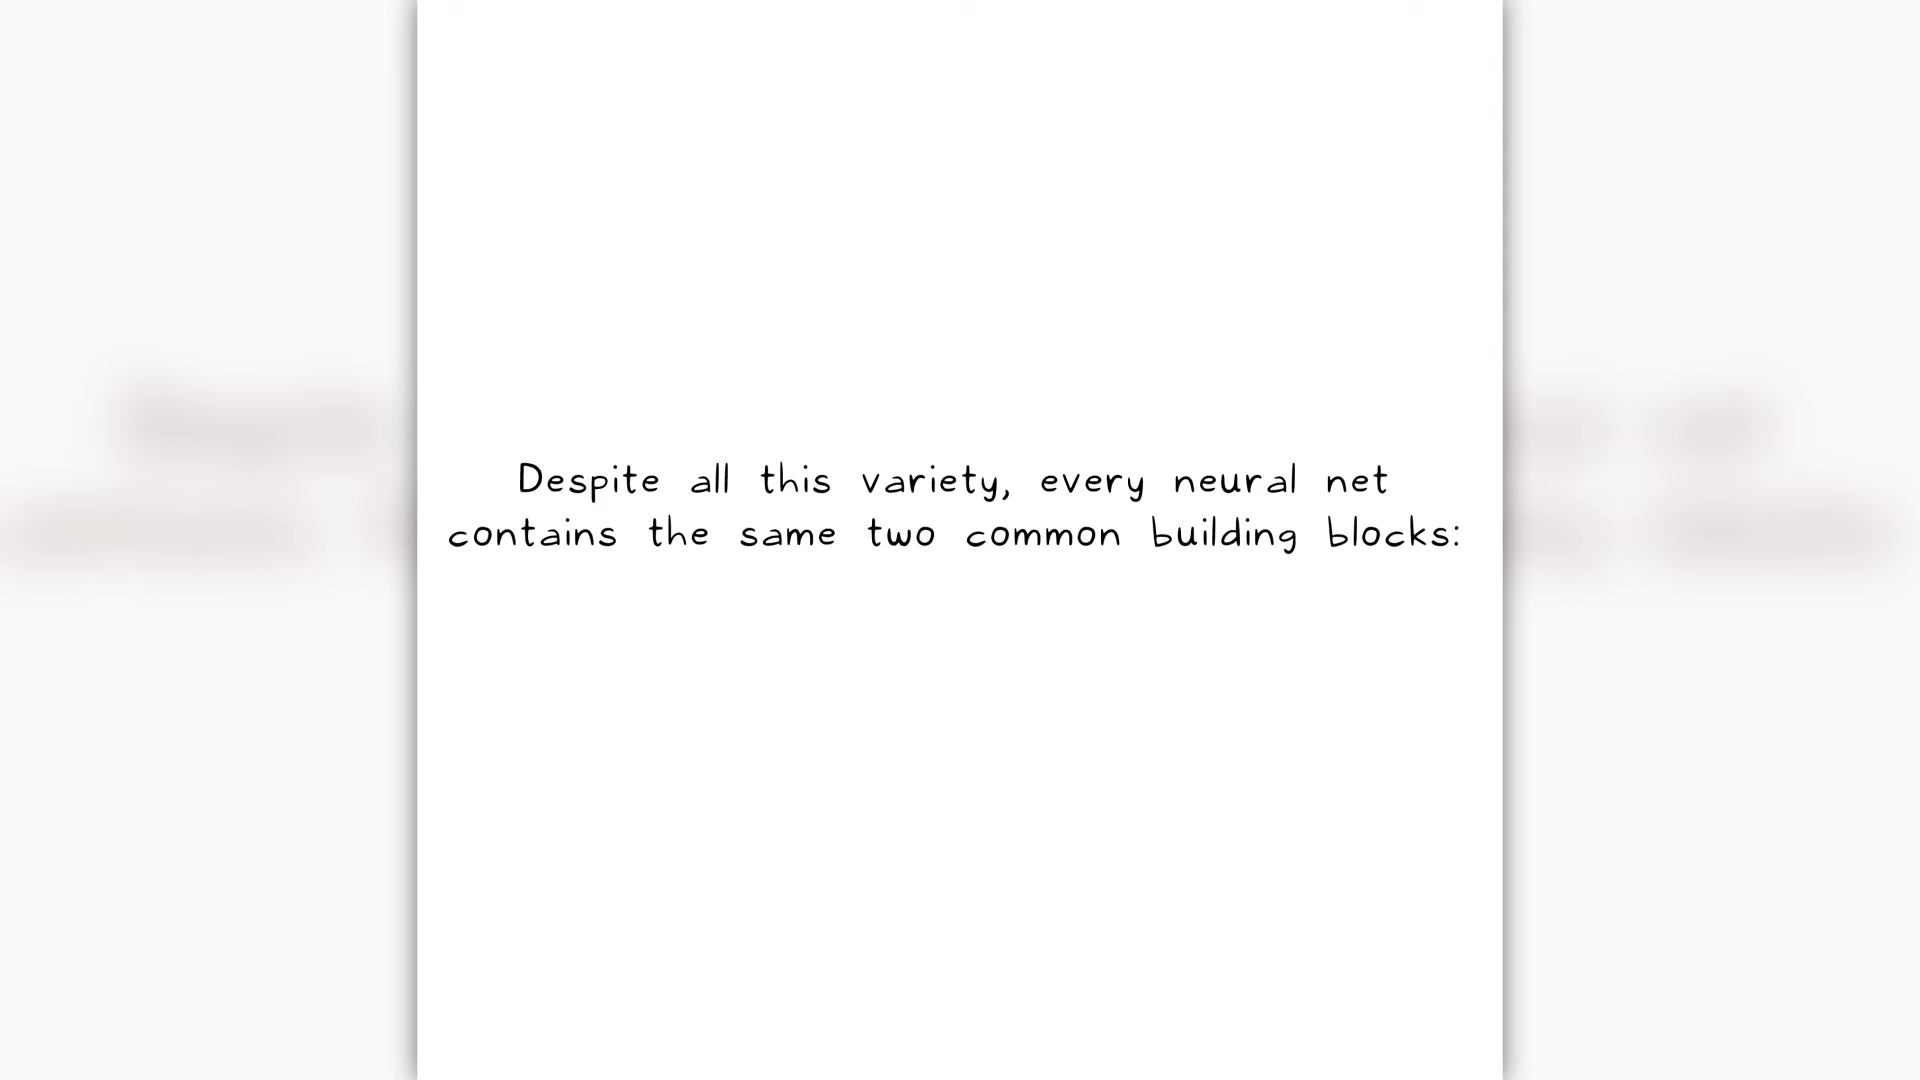 Despite all this variety, every neural net
contains the same two common building blocks: